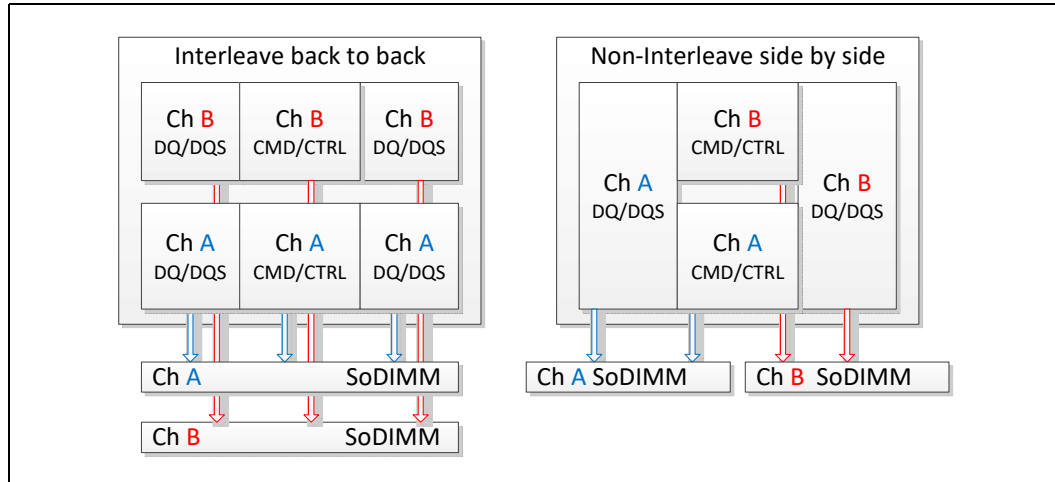 Interleave back to back
Ch B
DQ/DQS
Ch B
CMD/CTRL
Ch B
DQ/DQS
Ch A
DQ/DQS
Ch A
CMD/CTRL
Ch A
DQ/DQS
Ch A SoDIMM
Ch B SoDIMM
Non-Interleave side by side
Ch A
DQ/DQS
Ch B
CMD/CTRL
Ch A
CMD/CTRL
Ch B
DQ/DQS
Ch A SoDIMM
Ch B SoDIMM